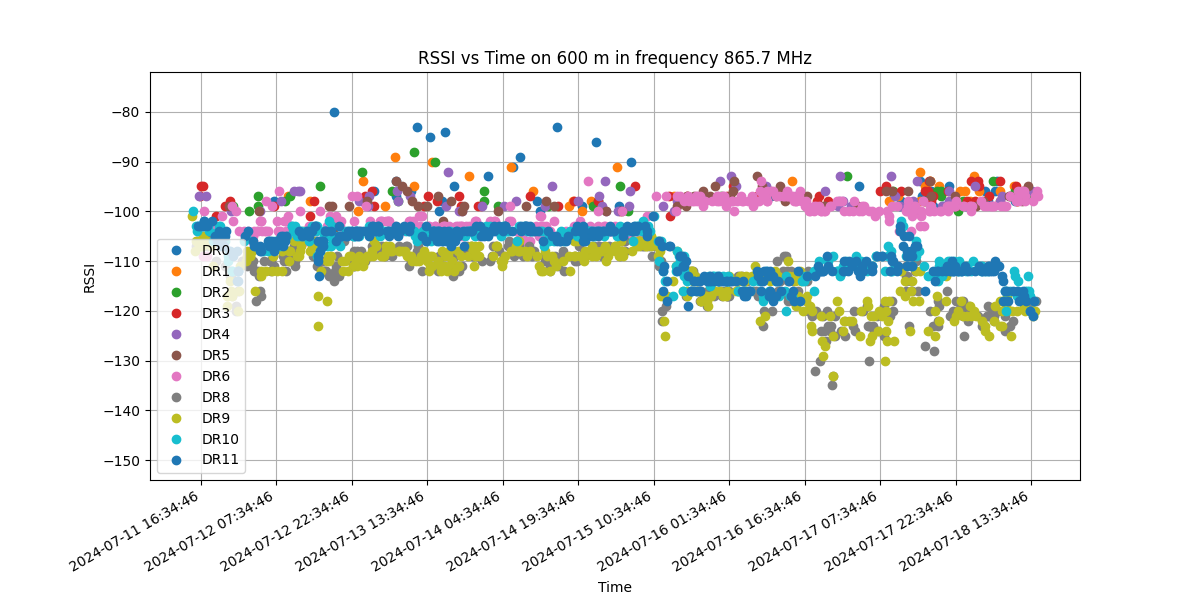 RSSI vs Time on 600 m in frequency 865.7 MHz
−80
−90
−100
−110
−120
−130
−140
−150
RSSI
DR0
DR1
DR2
DR3
DR4
DR5
DR6
DR8
DR9
DR10
DR11
2024-07-11 16:34:46
2024-07-12 07:34:46
2024-07-12 22:34:46
2024-07-13 13:34:46
2024-07-14 04:34:46
2024-07-14 19:34:46
2024-07-15 10:34:46
2024-07-16 01:34:46
2024-07-16 16:34:46
2024-07-17 07:34:46
2024-07-17 22:34:46
2024-07-18 13:34:46
Time